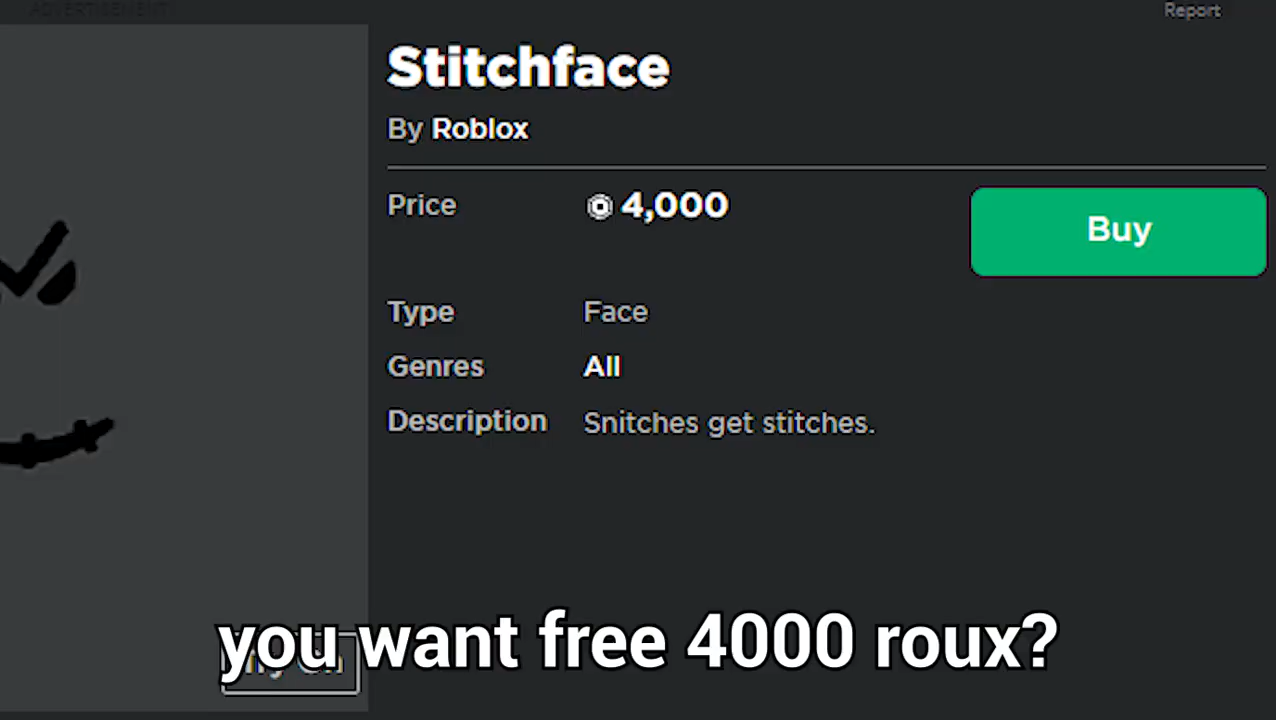 ADVERTISEMENT
Report
Stitchface
By Roblox
Price 4,000
Buy
Type Face
Genres All
Description Snitches get stitches.
you want free 4000 roux?